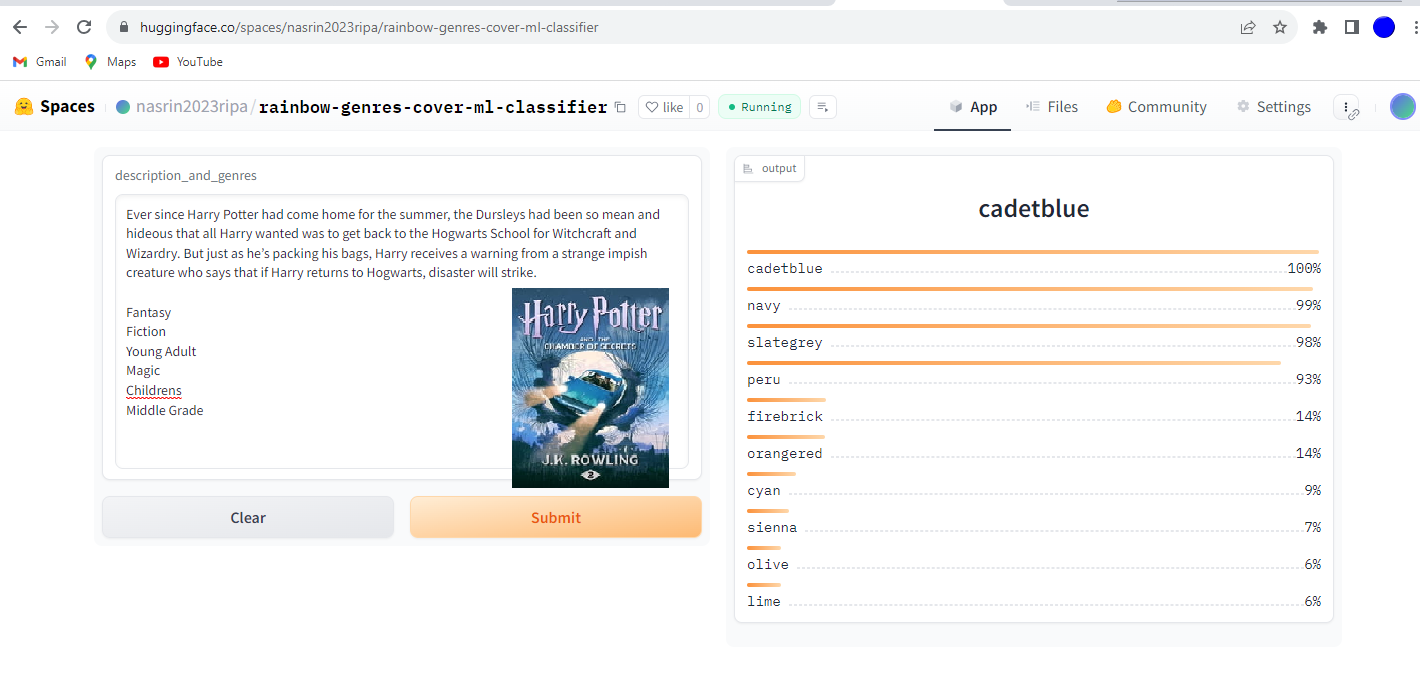 huggingface.co/spaces/nasrin2023ripa/rainbow-genres-cover-ml-classifier
Gmail Maps YouTube
Spaces nasrin2023ripa/rainbow-genres-cover-ml-classifier like 0 Running App Files Community Settings
description_and_genres
Ever since Harry Potter had come home for the summer, the Dursleys had been so mean and
hideous that all Harry wanted was to get back to the Hogwarts School for Witchcraft and
Wizardry. But just as he’s packing his bags, Harry receives a warning from a strange impish
creature who says that if Harry returns to Hogwarts, disaster will strike.
Fantasy
Fiction
Young Adult
Magic
Childrens
Middle Grade
Harry Potter
AND THE
CHAMBER OF SECRETS
J.K. ROWLING
2
Clear Submit
output
cadetblue
cadetblue 100%
navy 99%
slategrey 98%
peru 93%
firebrick 14%
orangered 14%
cyan 9%
sienna 7%
olive 6%
lime 6%